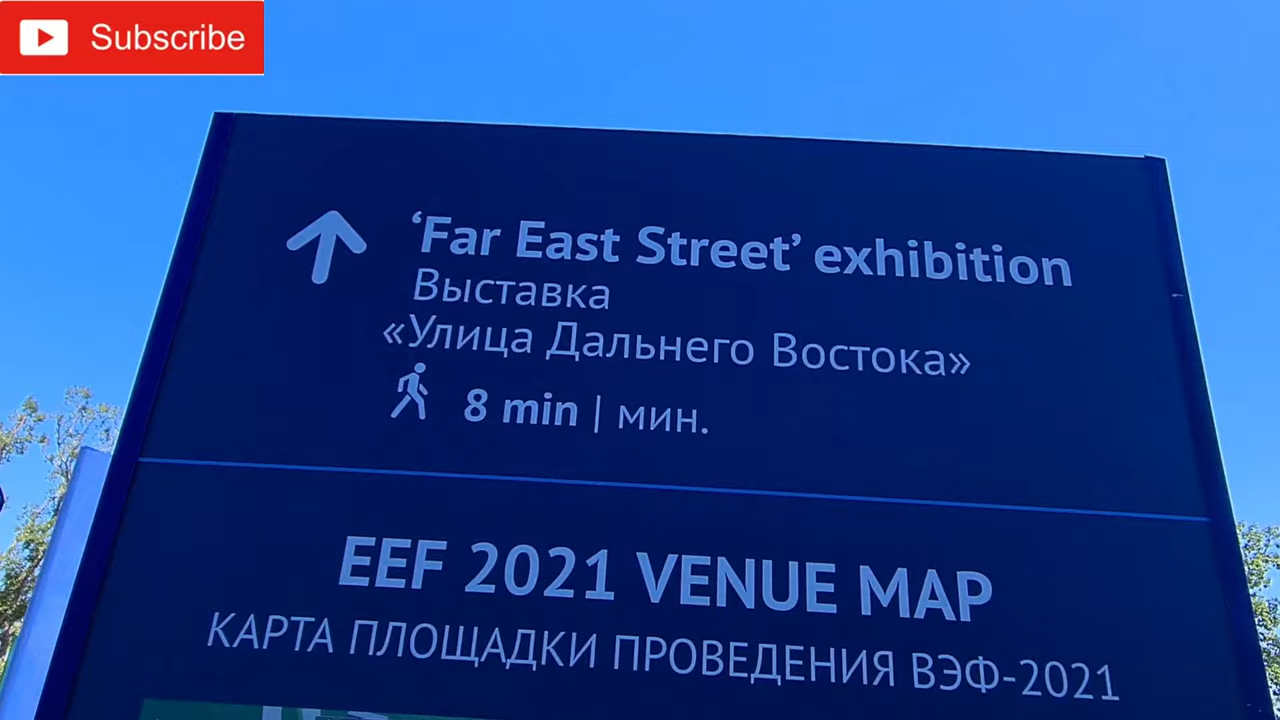 Subscribe
‘Far East Street’ exhibition
Выставка
«Улица Дальнего Востока»
8 min | мин.
EEF 2021 VENUE MAP
КАРТА ПЛОЩАДКИ ПРОВЕДЕНИЯ ВЭФ-2021